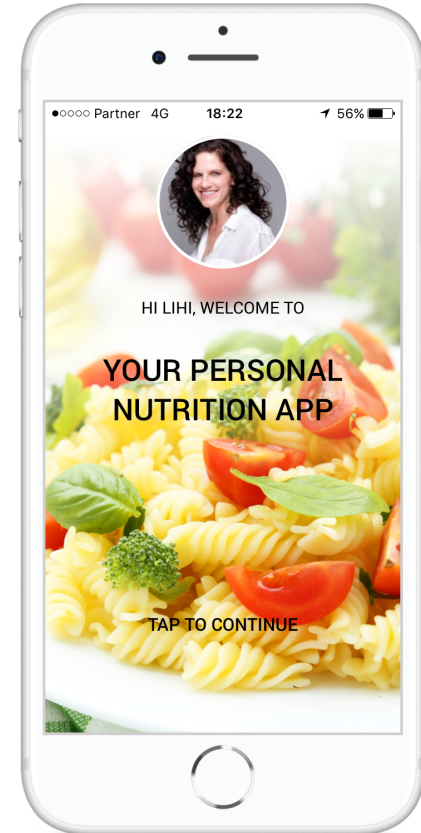 Partner 4G 18:22 56%
HI LIHI, WELCOME TO
YOUR PERSONAL
NUTRITION APP
TAP TO CONTINUE